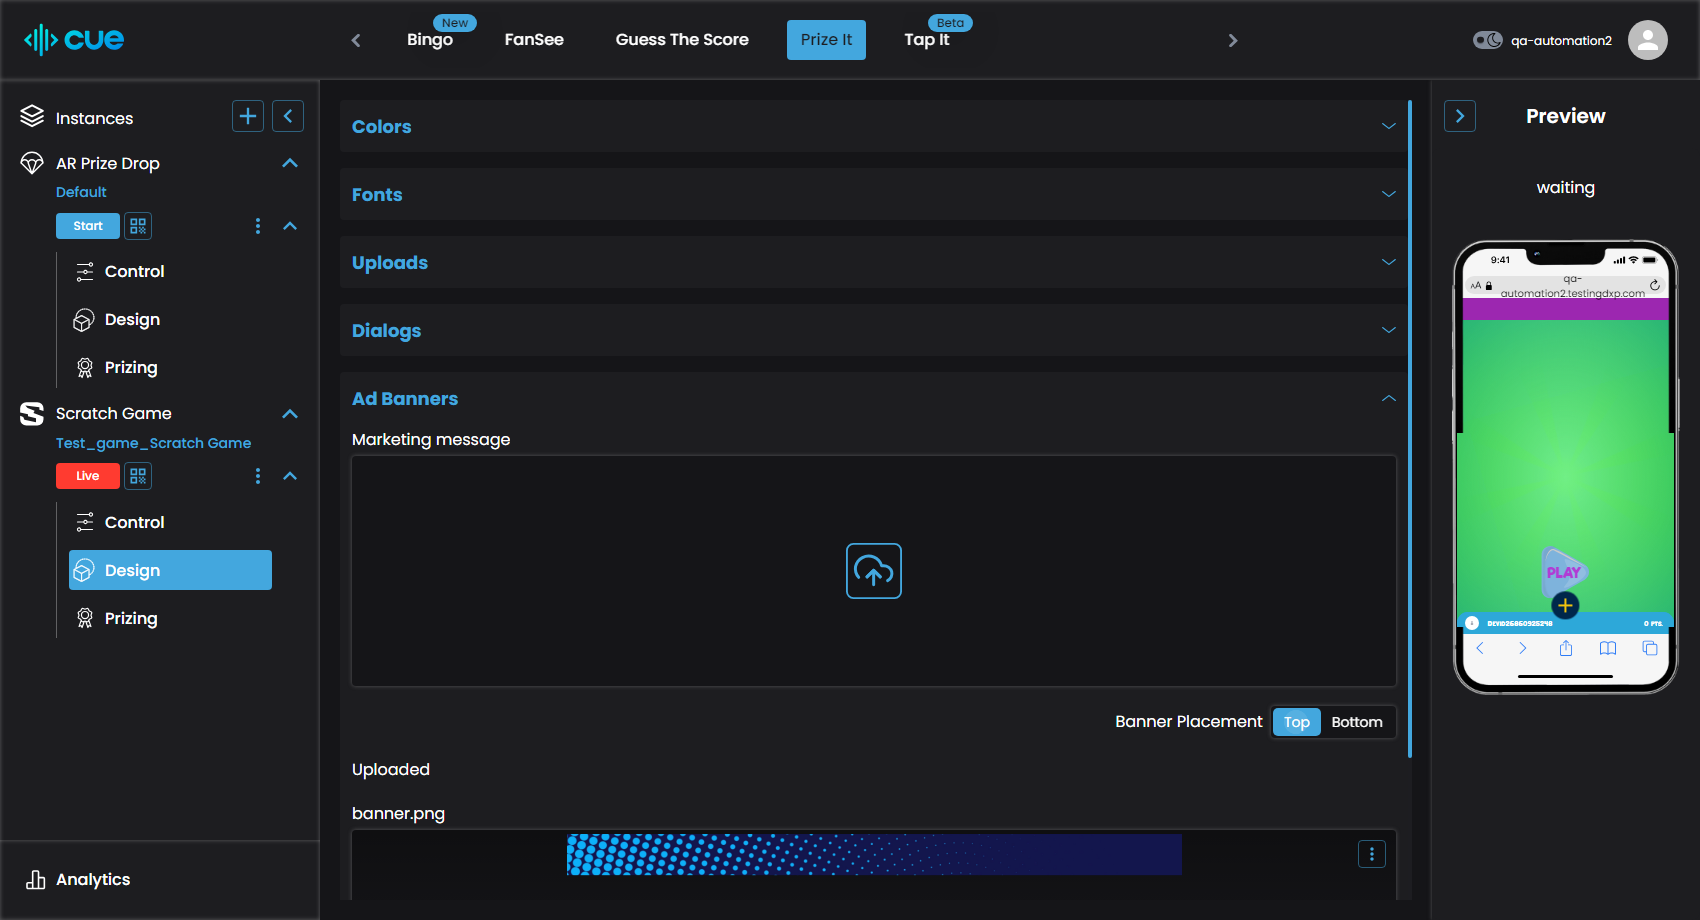 cue
New
Bingo
FanSee
Guess The Score
Prize It
Beta
Tap It
qa-automation2
Instances
AR Prize Drop
Default
Start
Control
Design
Prizing
Scratch Game
Test_game_Scratch Game
Live
Control
Design
Prizing
Analytics
Colors
Fonts
Uploads
Dialogs
Ad Banners
Marketing message
Banner Placement
Top
Bottom
Uploaded
banner.png
Preview
waiting
9:41
AA
qa-
automation2.testingdxp.com
PLAY
0 PTS.